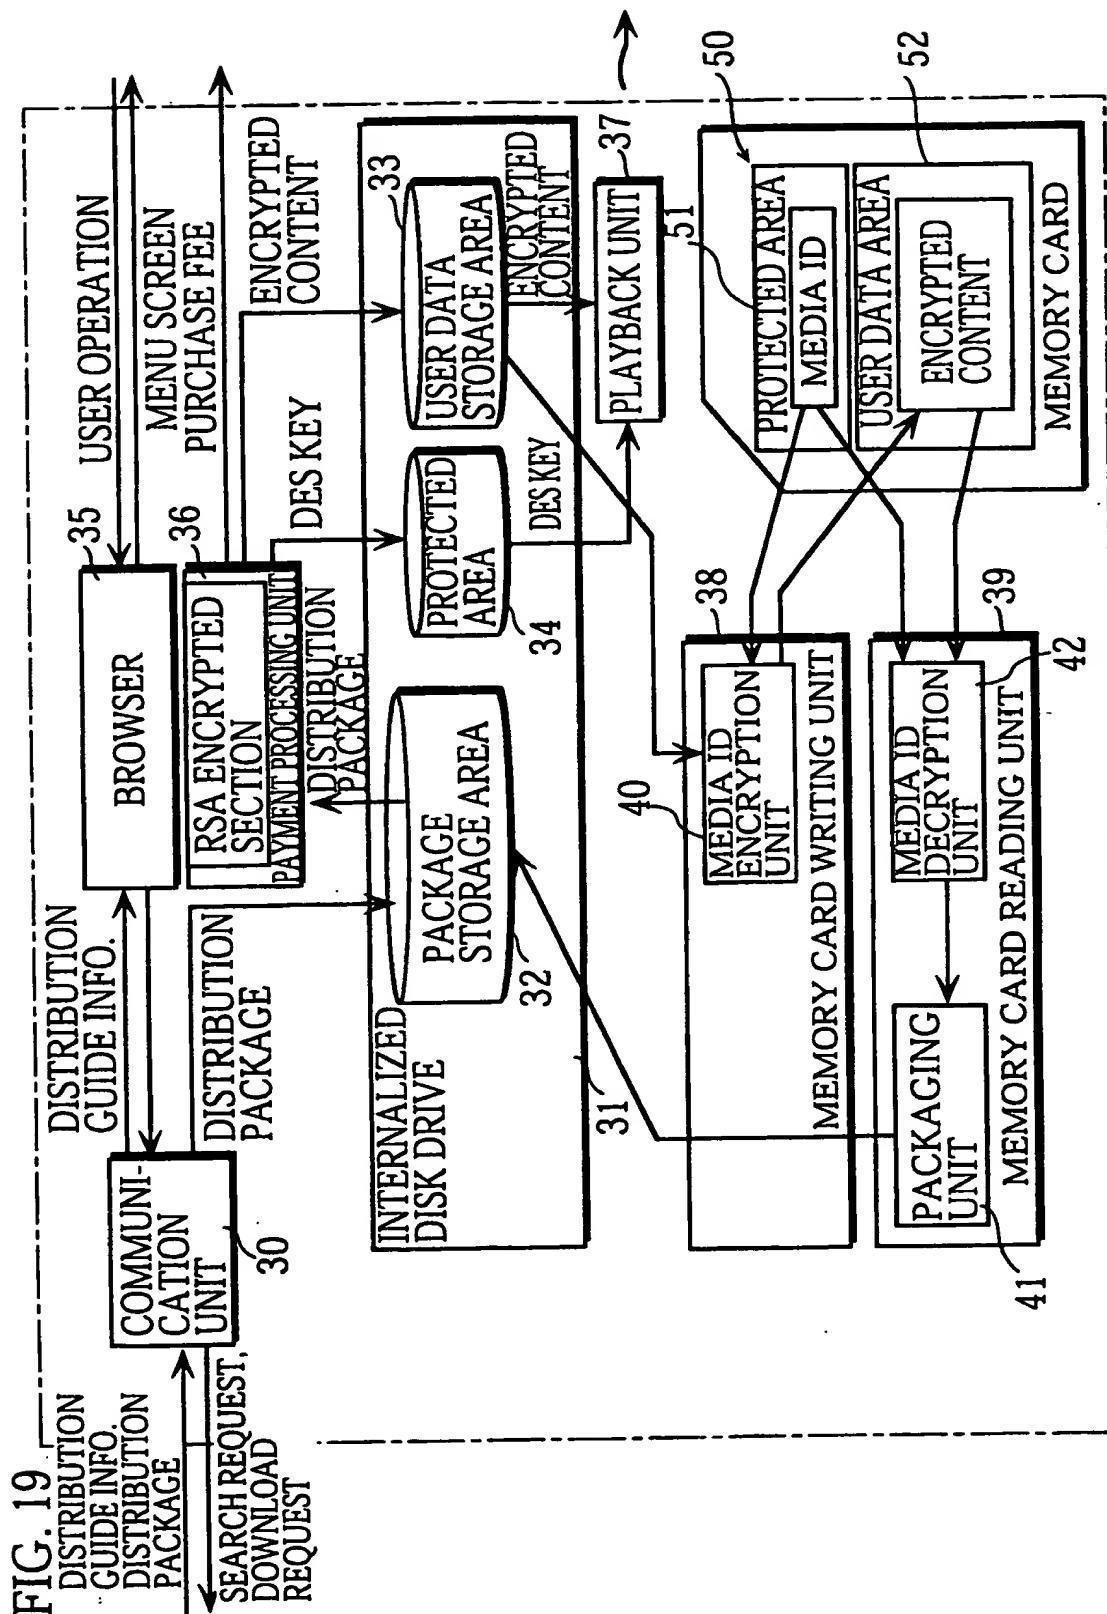 FIG. 19
DISTRIBUTION
GUIDE INFO.
DISTRIBUTION
PACKAGE
SEARCH REQUEST,
DOWNLOAD
REQUEST
COMMUNI-
CATION
UNIT
30
DISTRIBUTION
GUIDE INFO.
DISTRIBUTION
PACKAGE
BROWSER
35
USER OPERATION
MENU SCREEN
PURCHASE FEE
RSA ENCRYPTED
SECTION
36
PAYMENT PROCESSING UNIT
DISTRIBUTION
PACKAGE
DES KEY
ENCRYPTED
CONTENT
INTERNALIZED
DISK DRIVE
31
PACKAGE
STORAGE AREA
32
PROTECTED
AREA
34
USER DATA
STORAGE AREA
33
DES KEY
ENCRYPTED
CONTENT
PLAYBACK UNIT
37
MEDIA ID
ENCRYPTION
UNIT
40
38
MEMORY CARD WRITING UNIT
PACKAGING
UNIT
41
MEDIA ID
DECRYPTION
UNIT
42
39
MEMORY CARD READING UNIT
50
51
PROTECTED AREA
MEDIA ID
52
USER DATA AREA
ENCRYPTED
CONTENT
MEMORY CARD